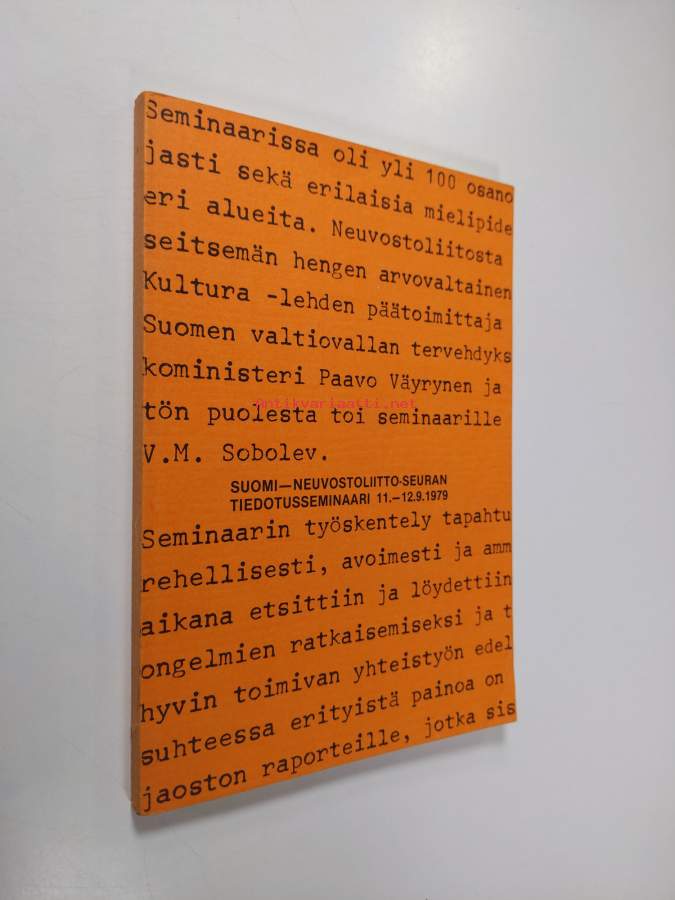 Seminaarissa oli yli 100 osano
jasti sekä erilaisia mielipide
eri alueita. Neuvostoliitosta
seitsemän hengen arvovaltainen
Kultura -lehden päätoimittaja
Suomen valtiovallan tervehdyks
koministeri Paavo Väyrynen ja
Antikvariaatti.net
tön puolesta toi seminaarille
V.M. Sobolev.
SUOMI—NEUVOSTOLIITTO-SEURAN
TIEDOTUSSEMINAARI 11.—12.9.1979
Seminaarin työskentely tapahtu
rehellisesti, avoimesti ja amm
aikana etsittiin ja löydettiin
ongelmien ratkaisemiseksi ja t
hyvin toimivan yhteistyön edel
suhteessa erityistä painoa on
jaoston raporteille, jotka sis